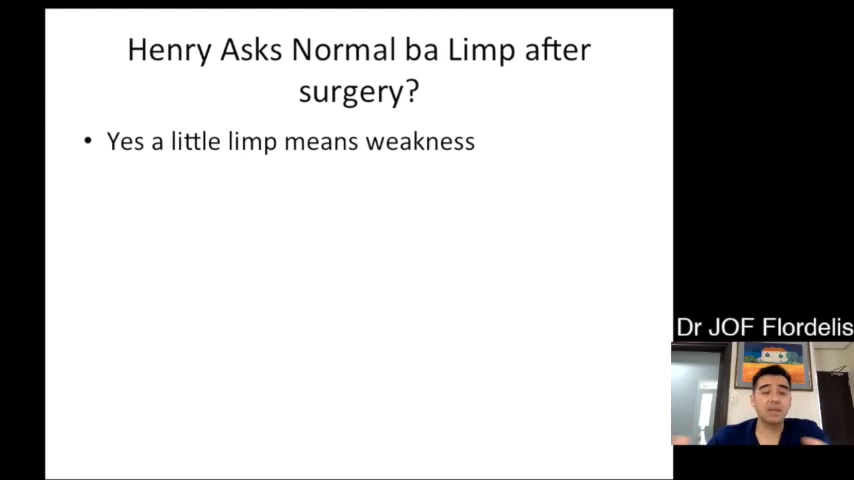 Henry Asks Normal ba Limp after
surgery?
• Yes a little limp means weakness
Dr JOF Flordelis